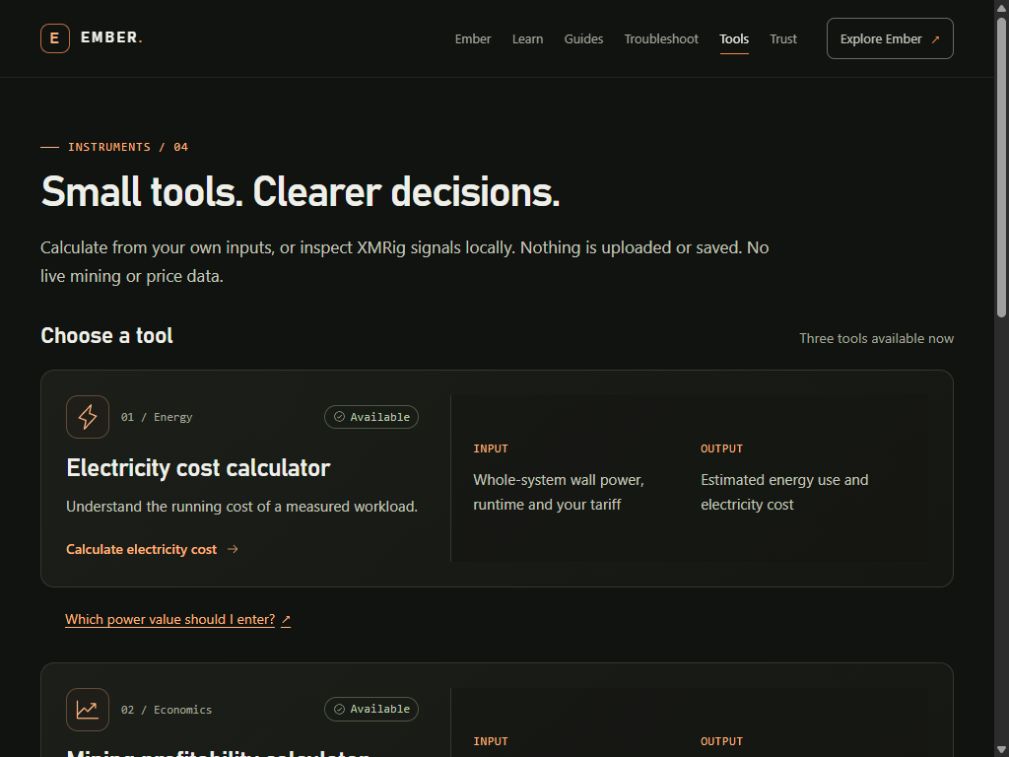 E EMBER.
Ember Learn Guides Troubleshoot Tools Trust Explore Ember ↗
INSTRUMENTS / 04
Small tools. Clearer decisions.
Calculate from your own inputs, or inspect XMRig signals locally. Nothing is uploaded or saved. No
live mining or price data.
Choose a tool
Three tools available now
01 / Energy
Available
Electricity cost calculator
Understand the running cost of a measured workload.
Calculate electricity cost →
INPUT
Whole-system wall power,
runtime and your tariff
OUTPUT
Estimated energy use and
electricity cost
Which power value should I enter? ↗
02 / Economics
Available
Mining profitability calculator
INPUT
OUTPUT